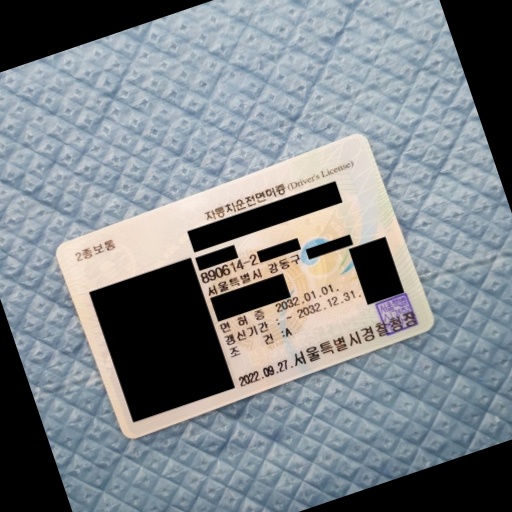 자동차운전면허증 (Driver's License)
2종보통
890614-2
서울특별시 강동구
면허증 2032.01.01.
갱신기간 : ~ 2032.12.31.
조 건 :A
2022.09.27. 서울특별시경찰청장